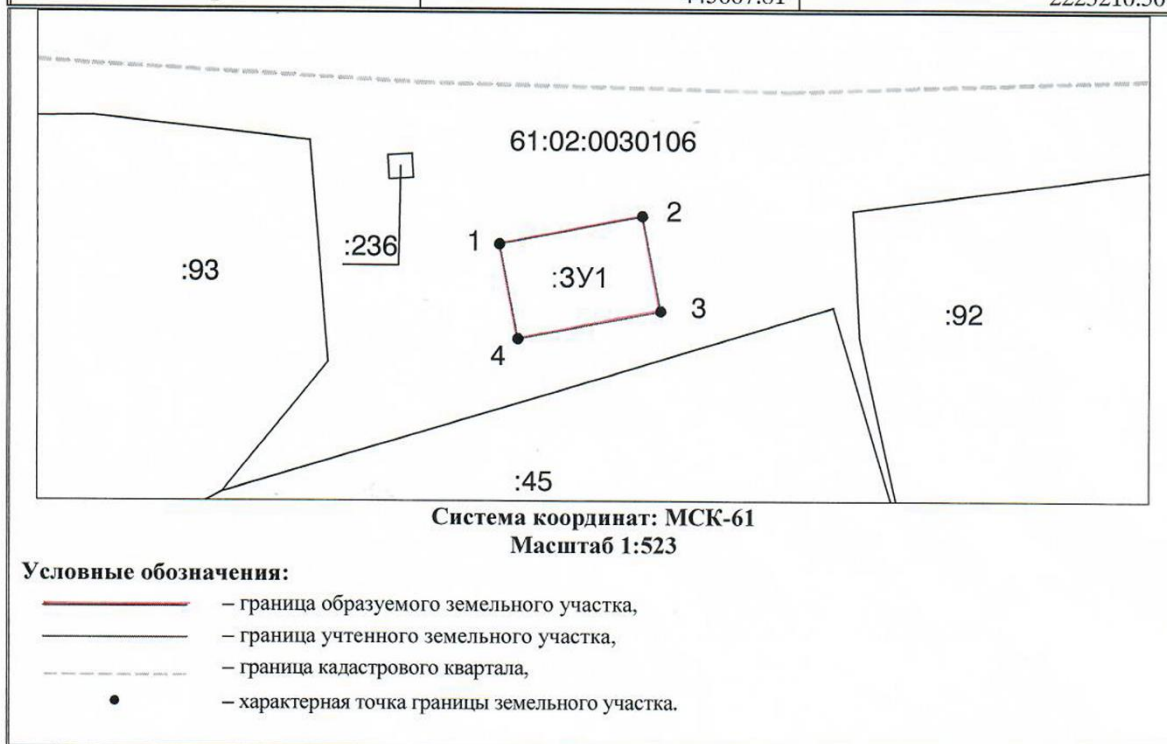 61:02:0030106
2
1
:236
:93
:ЗУ1
3
:92
4
:45
Система координат: МСК-61
Масштаб 1:523
Условные обозначения:
– граница образуемого земельного участка,
– граница учтенного земельного участка,
– граница кадастрового квартала,
– характерная точка границы земельного участка.